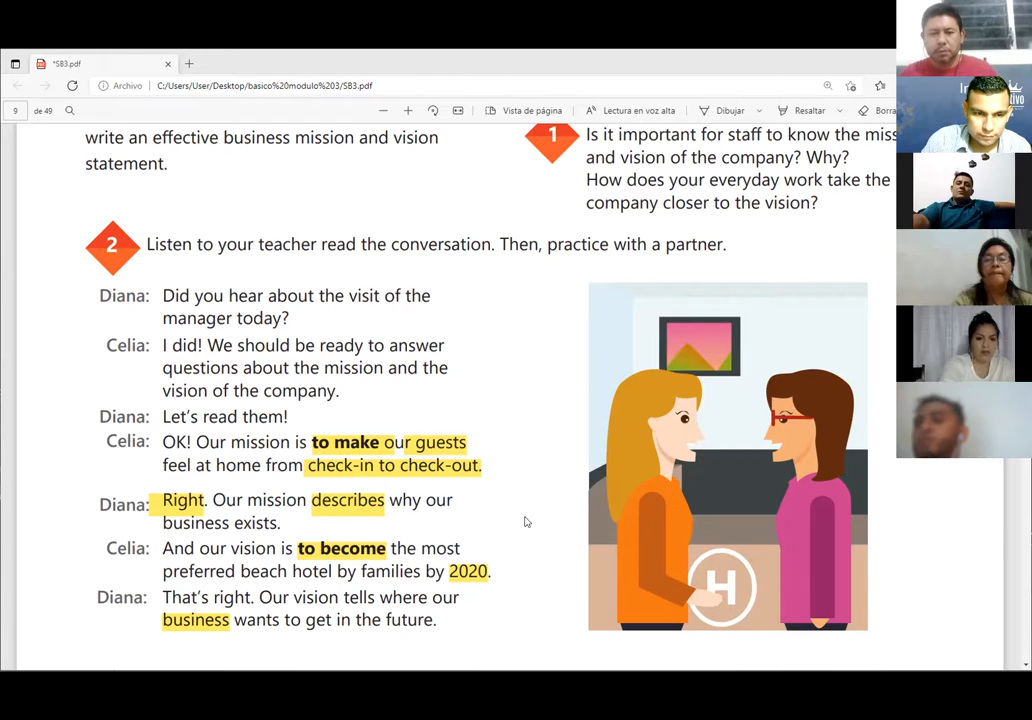 *SB3.pdf
Archivo C:/Users/User/Desktop/basico%20modulo%203/SB3.pdf
9 de 49 Vista de página Lectura en voz alta Dibujar Resaltar Borra
write an effective business mission and vision
statement.
1 Is it important for staff to know the miss
and vision of the company? Why?
How does your everyday work take the
company closer to the vision?
2 Listen to your teacher read the conversation. Then, practice with a partner.
Diana: Did you hear about the visit of the
manager today?
Celia: I did! We should be ready to answer
questions about the mission and the
vision of the company.
Diana: Let's read them!
Celia: OK! Our mission is to make our guests
feel at home from check-in to check-out.
Diana: Right. Our mission describes why our
business exists.
Celia: And our vision is to become the most
preferred beach hotel by families by 2020.
Diana: That's right. Our vision tells where our
business wants to get in the future.
H